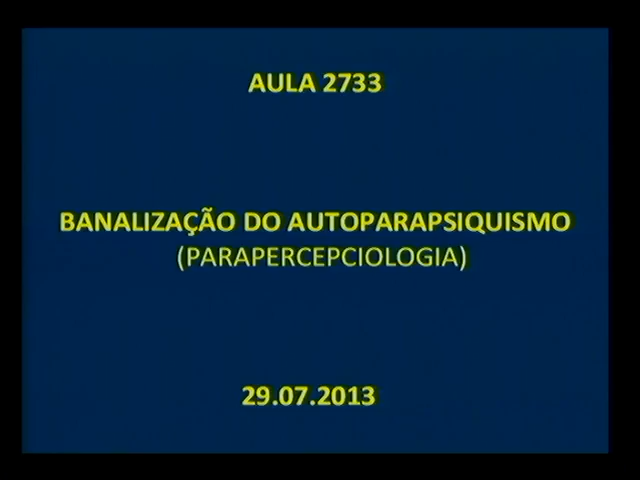 AULA 2733
BANALIZAÇÃO DO AUTOPARAPSIQUISMO
(PARAPERCEPCIOLOGIA)
29.07.2013